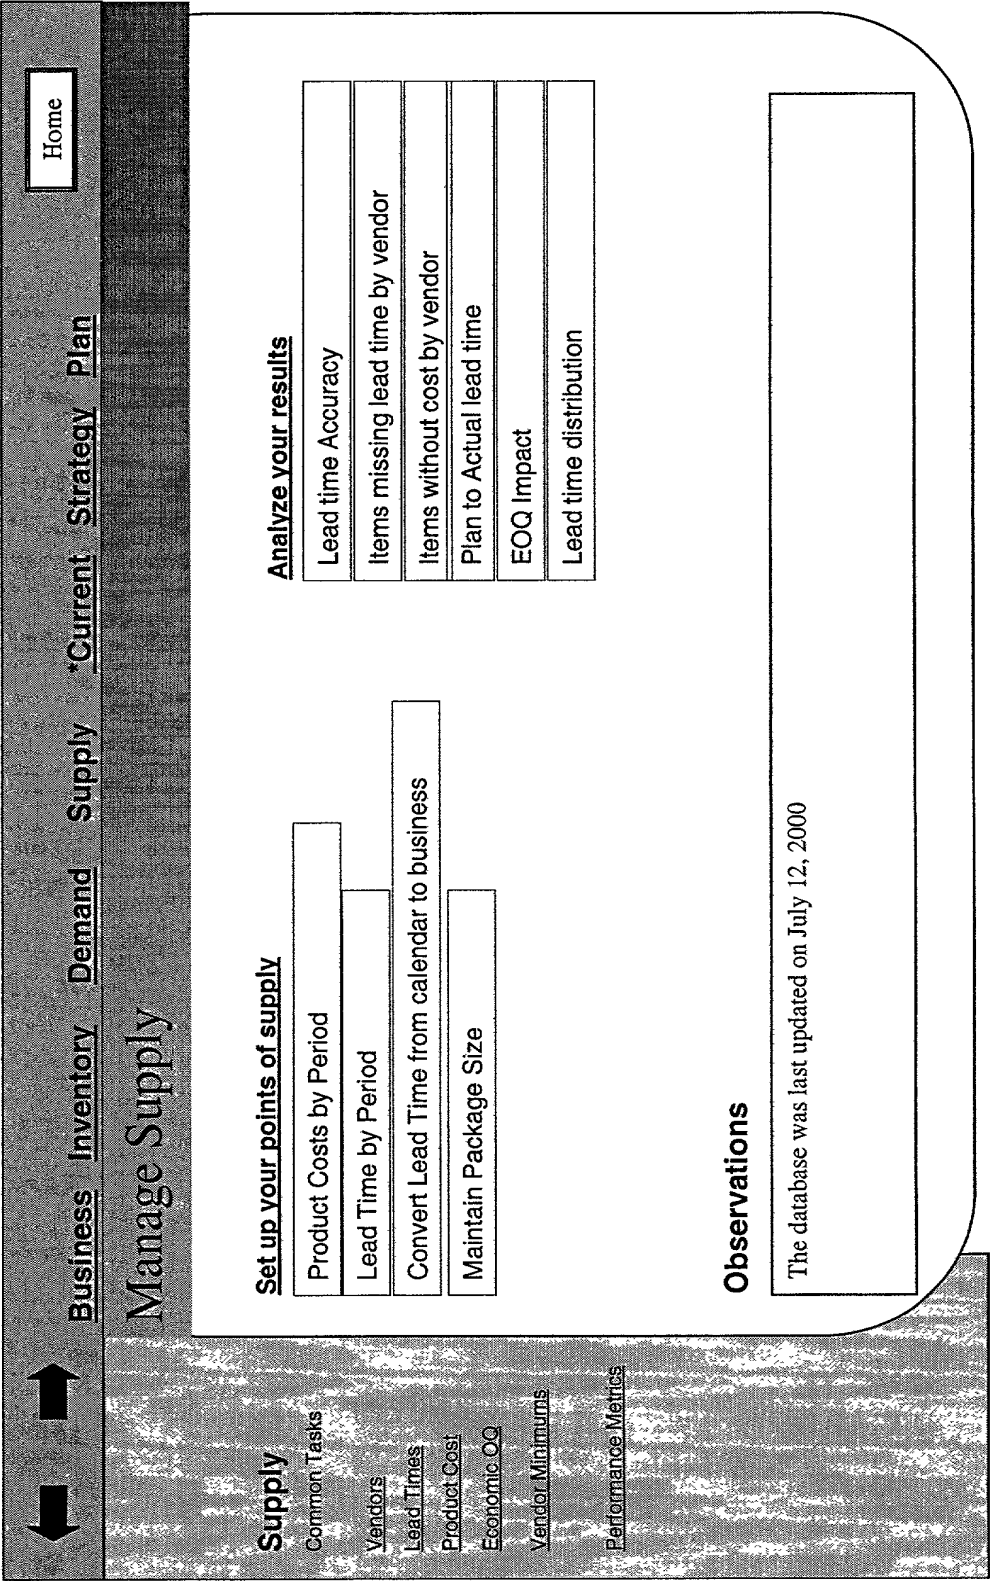 Home
Business Inventory Demand Supply *Current Strategy Plan
Manage Supply
Supply
Common Tasks
Vendors
Lead Times
Product Cost
Economic OQ
Vendor Minimums
Performance Metrics
Set up your points of supply
Product Costs by Period
Lead Time by Period
Convert Lead Time from calendar to business
Maintain Package Size
Analyze your results
Lead time Accuracy
Items missing lead time by vendor
Items without cost by vendor
Plan to Actual lead time
EOQ Impact
Lead time distribution
Observations
The database was last updated on July 12, 2000